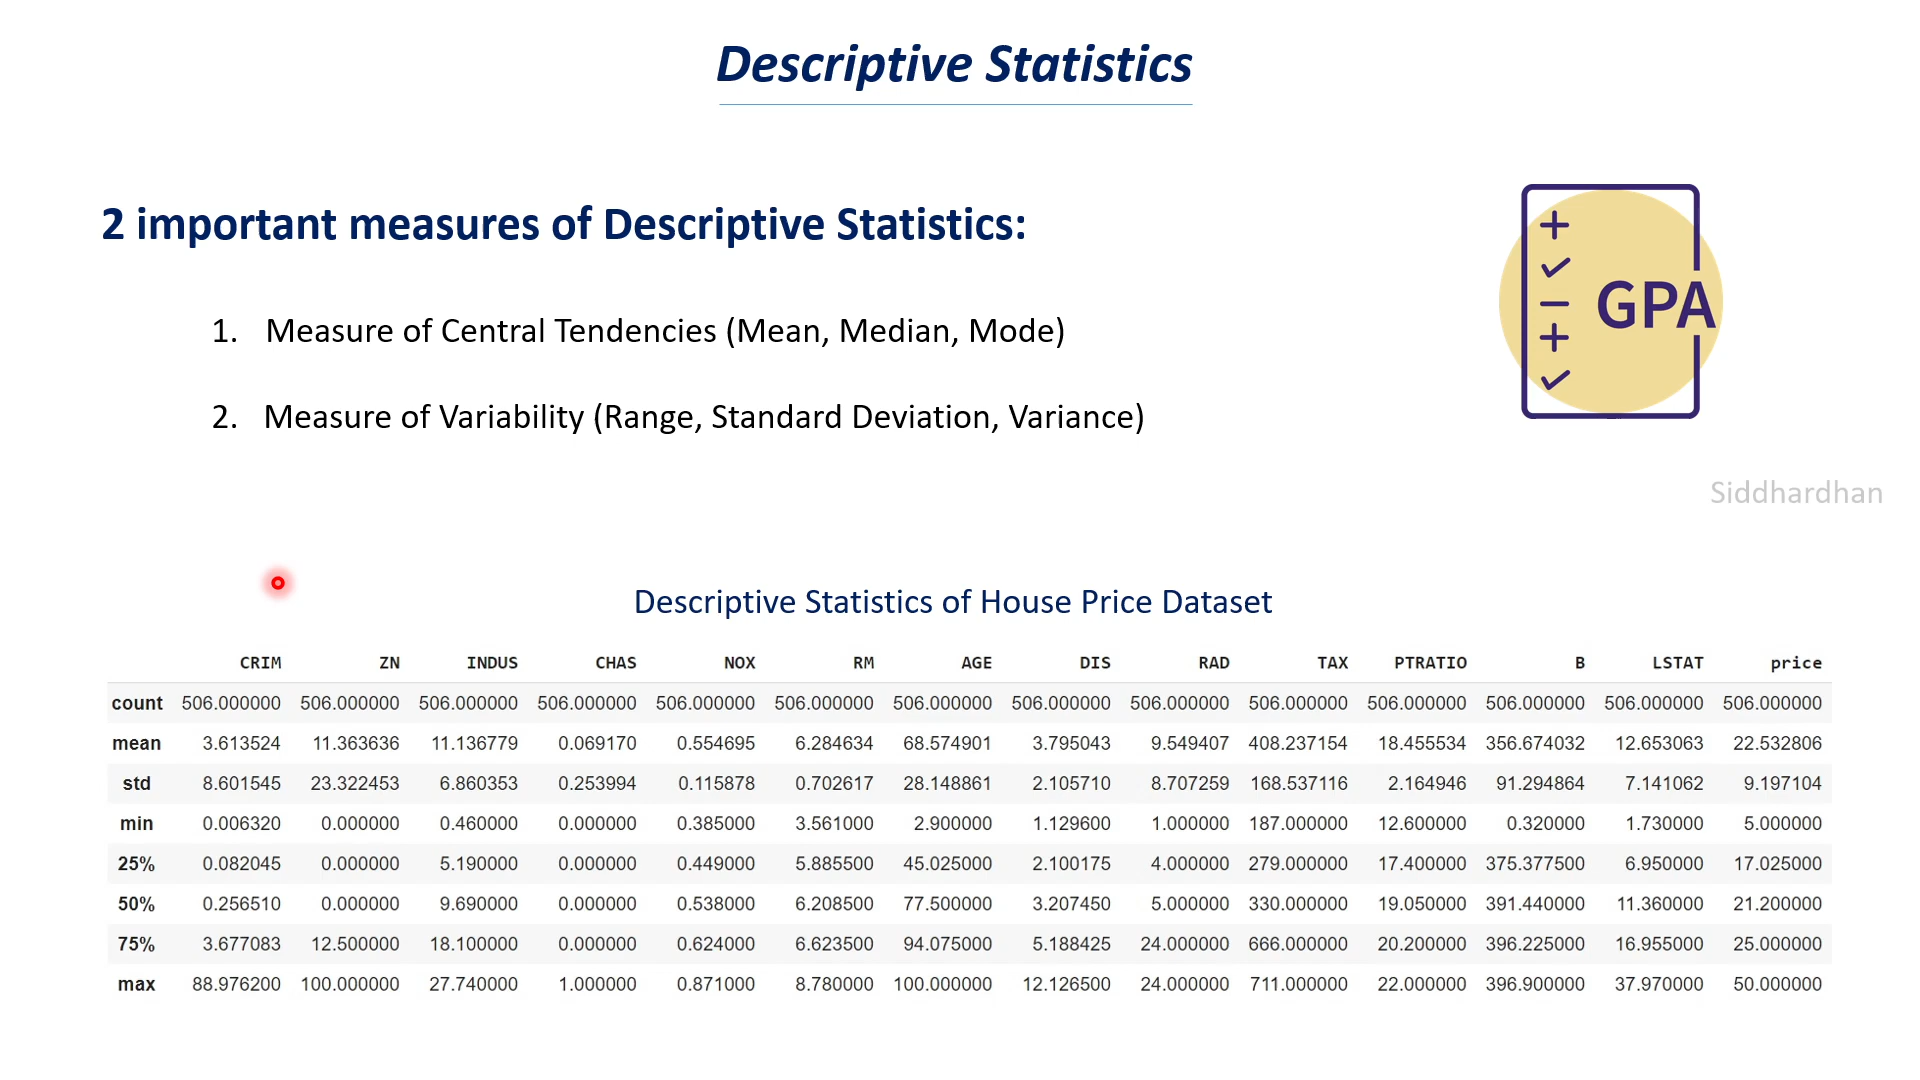 Descriptive Statistics
2 important measures of Descriptive Statistics:
1. Measure of Central Tendencies (Mean, Median, Mode)
2. Measure of Variability (Range, Standard Deviation, Variance)
GPA
Siddhardhan
Descriptive Statistics of House Price Dataset
CRIM ZN INDUS CHAS NOX RM AGE DIS RAD TAX PTRATIO B LSTAT price
count 506.000000 506.000000 506.000000 506.000000 506.000000 506.000000 506.000000 506.000000 506.000000 506.000000 506.000000 506.000000 506.000000 506.000000
mean 3.613524 11.363636 11.136779 0.069170 0.554695 6.284634 68.574901 3.795043 9.549407 408.237154 18.455534 356.674032 12.653063 22.532806
std 8.601545 23.322453 6.860353 0.253994 0.115878 0.702617 28.148861 2.105710 8.707259 168.537116 2.164946 91.294864 7.141062 9.197104
min 0.006320 0.000000 0.460000 0.000000 0.385000 3.561000 2.900000 1.129600 1.000000 187.000000 12.600000 0.320000 1.730000 5.000000
25% 0.082045 0.000000 5.190000 0.000000 0.449000 5.885500 45.025000 2.100175 4.000000 279.000000 17.400000 375.377500 6.950000 17.025000
50% 0.256510 0.000000 9.690000 0.000000 0.538000 6.208500 77.500000 3.207450 5.000000 330.000000 19.050000 391.440000 11.360000 21.200000
75% 3.677083 12.500000 18.100000 0.000000 0.624000 6.623500 94.075000 5.188425 24.000000 666.000000 20.200000 396.225000 16.955000 25.000000
max 88.976200 100.000000 27.740000 1.000000 0.871000 8.780000 100.000000 12.126500 24.000000 711.000000 22.000000 396.900000 37.970000 50.000000